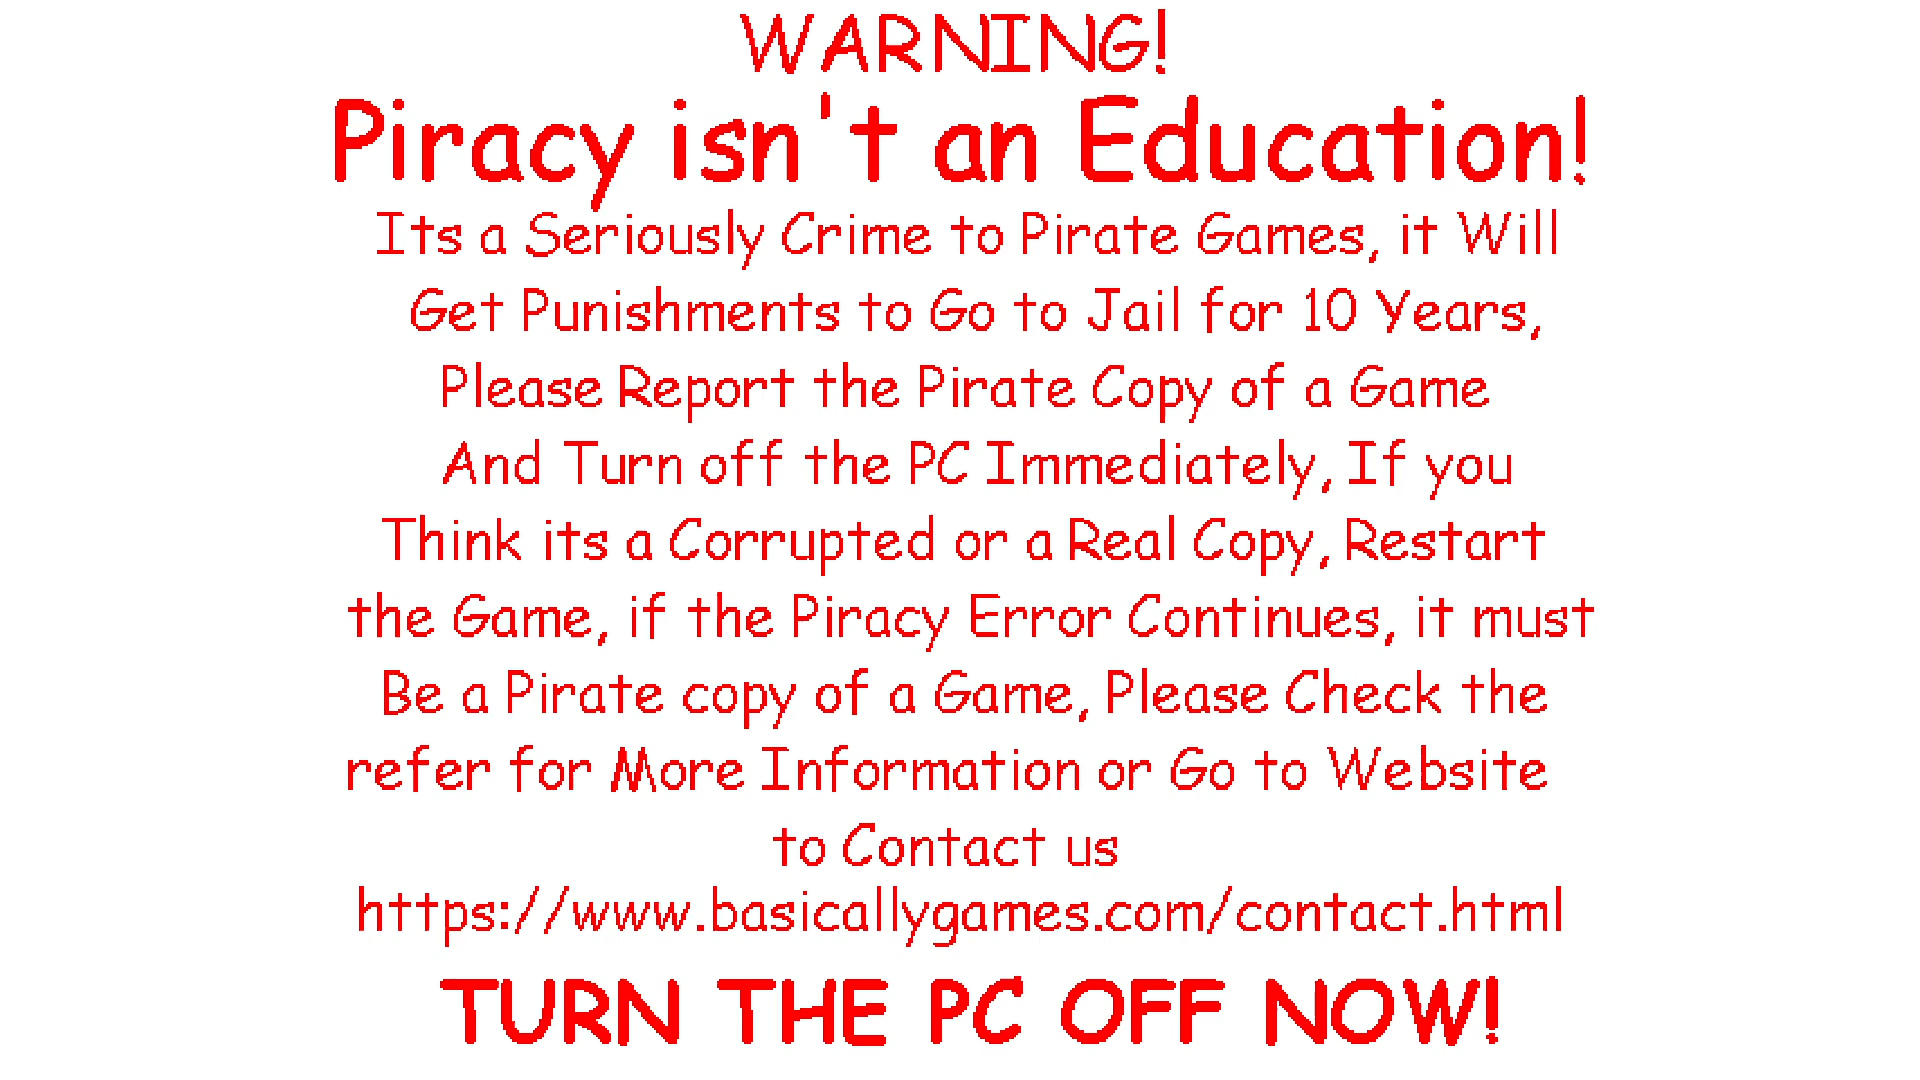 WARNING!
Piracy isn't an Education!
Its a Seriously Crime to Pirate Games, it Will
Get Punishments to Go to Jail for 10 Years,
Please Report the Pirate Copy of a Game
And Turn off the PC Immediately, If you
Think its a Corrupted or a Real Copy, Restart
the Game, if the Piracy Error Continues, it must
Be a Pirate copy of a Game, Please Check the
refer for More Information or Go to Website
to Contact us
https://www.basicallygames.com/contact.html
TURN THE PC OFF NOW!